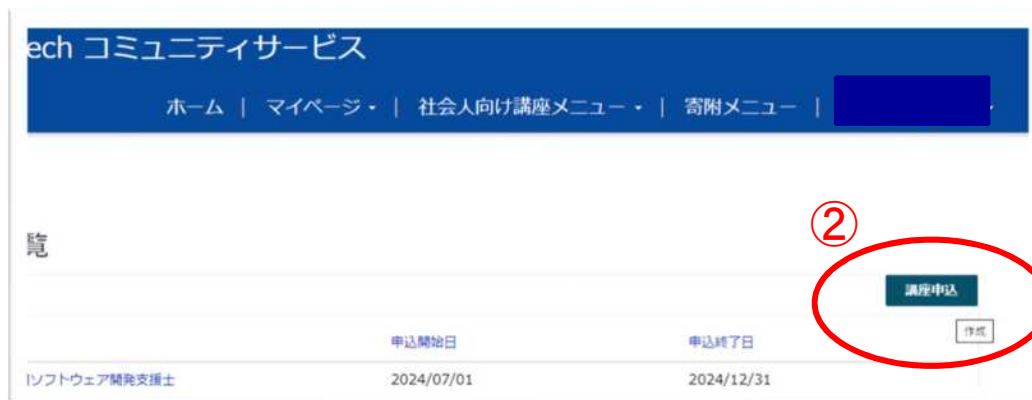 ech コミュニティサービス
ホーム | マイページ ▾ | 社会人向け講座メニュー ▾ | 寄附メニュー |
②
覧
講座申込
作成
申込開始日 申込終了日
ソフトウェア開発支援士 2024/07/01 2024/12/31